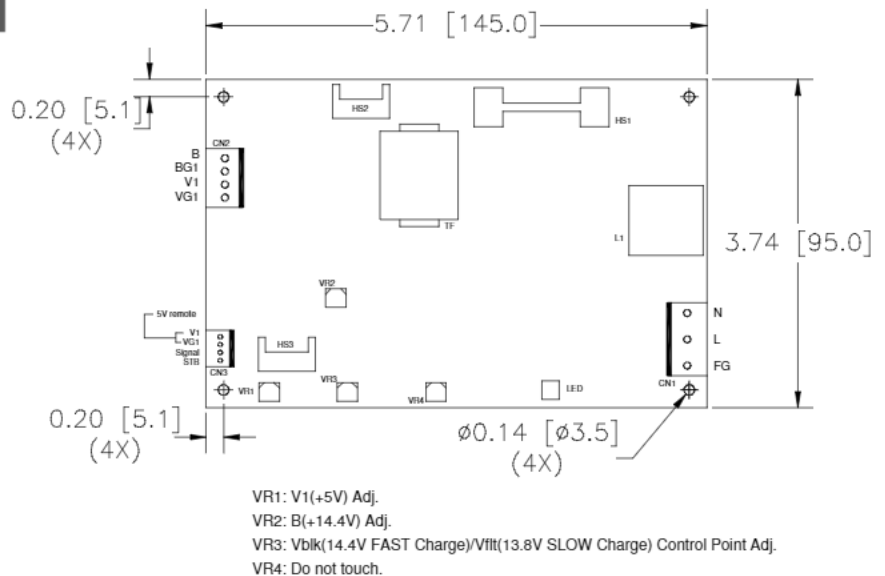 5.71 [145.0]
0.20 [5.1]
(4X)
HS2
HS1
CN2
B
BG1
V1
VG1
TF
L1
3.74 [95.0]
VR2
5V remote
V1
VG1
Signal
STB
CN3
HS3
N
L
FG
CN1
VR1
VR3
VR4
LED
0.20 [5.1]
(4X)
ø0.14 [ø3.5]
(4X)
VR1: V1(+5V) Adj.
VR2: B(+14.4V) Adj.
VR3: Vblk(14.4V FAST Charge)/Vflt(13.8V SLOW Charge) Control Point Adj.
VR4: Do not touch.